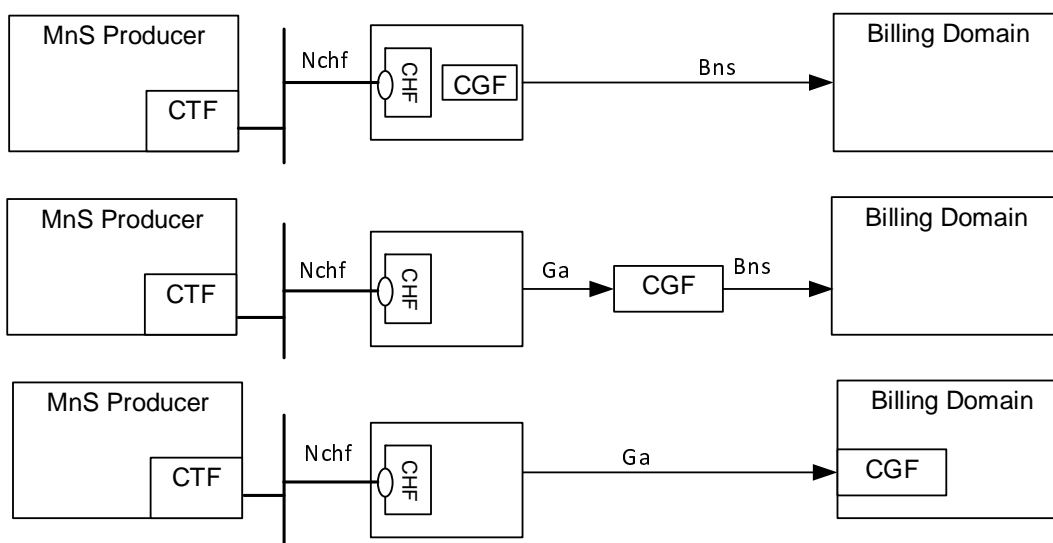 MnS Producer
CTF
Nchf
CHF
CGF
Bns
Billing Domain
MnS Producer
CTF
Nchf
CHF
Ga
CGF
Bns
Billing Domain
MnS Producer
CTF
Nchf
CHF
Ga
Billing Domain
CGF